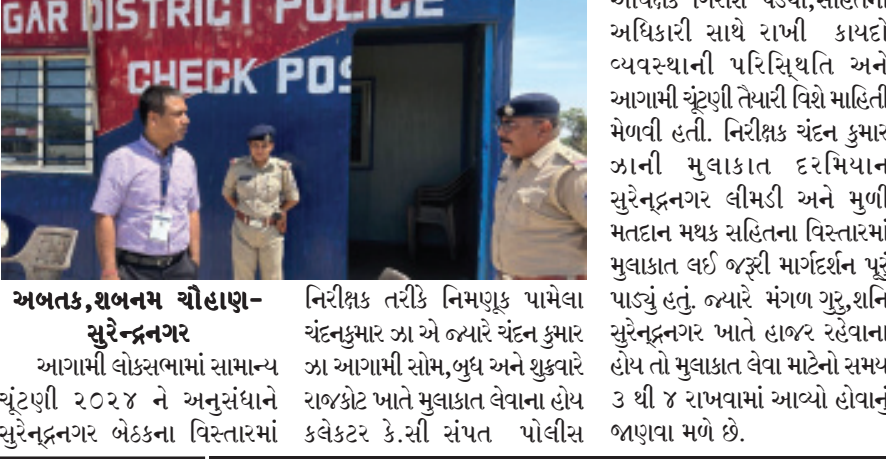 GAR DISTRICT POLICE
CHECK POS
અબતક,શબનમ ચૌહાણ-
સુરેન્દ્રનગર
આગામી લોકસભામાં સામાન્ય
ચૂંટણી ૨૦૨૪ ને અનુસંધાને
સુરેન્દ્રનગર બેઠકના વિસ્તારમાં
નિરીક્ષક તરીકે નિમણૂક પામેલા
ચંદનકુમાર ઝા એ જ્યારે ચંદન કુમાર
ઝા આગામી સોમ,બુધ અને શુક્રવારે
રાજકોટ ખાતે મુલાકાત લેવાના હોય
કલેકટર કે.સી સંપત પોલીસ
અધિકારી સાથે રાખી કાયદો
વ્યવસ્થાની પરિસ્થિતિ અને
આગામી ચૂંટણી તૈયારી વિશે માહિતી
મેળવી હતી. નિરીક્ષક ચંદન કુમાર
ઝાની મુલાકાત દરમિયાન
સુરેન્દ્રનગર લીમડી અને મુળી
મતદાન મથક સહિતના વિસ્તારમાં
મુલાકાત લઈ જરૂરી માર્ગદર્શન પૂરું
પાડ્યું હતું. જ્યારે મંગળ ગુરુ,શનિ
સુરેન્દ્રનગર ખાતે હાજર રહેવાના
હોય તો મુલાકાત લેવા માટેનો સમય
૩ થી ૪ રાખવામાં આવ્યો હોવાનું
જાણવા મળે છે.